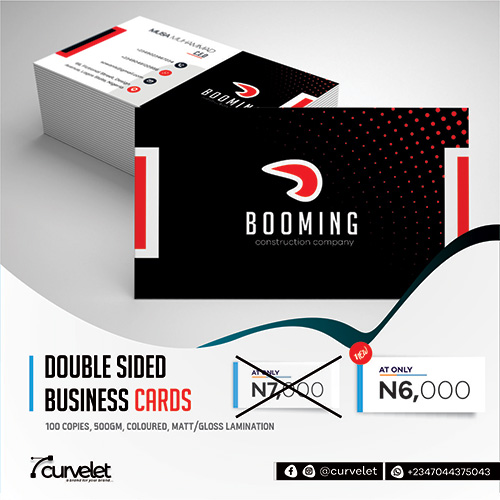 MUSA MUHAMMAD
CEO
BOOMING
BOOMING
construction company
DOUBLE SIDED
BUSINESS CARDS
100 COPIES, 500GM, COLOURED, MATT/GLOSS LAMINATION
AT ONLY
N7,000
NEW
AT ONLY
N6,000
curvelet
a brand for your brand...
@curvelet
+2347044375043